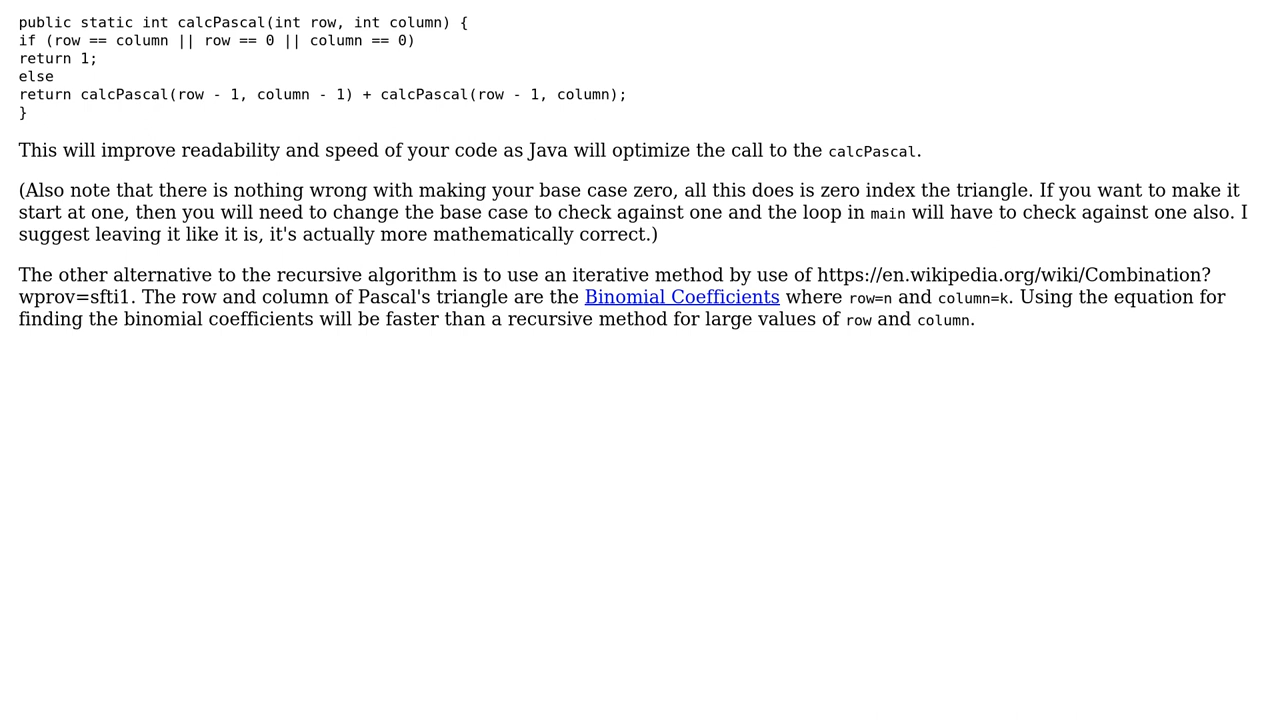 public static int calcPascal(int row, int column) {
if (row == column || row == 0 || column == 0)
return 1;
else
return calcPascal(row - 1, column - 1) + calcPascal(row - 1, column);
}
This will improve readability and speed of your code as Java will optimize the call to the calcPascal.
(Also note that there is nothing wrong with making your base case zero, all this does is zero index the triangle. If you want to make it
start at one, then you will need to change the base case to check against one and the loop in main will have to check against one also. I
suggest leaving it like it is, it's actually more mathematically correct.)
The other alternative to the recursive algorithm is to use an iterative method by use of https://en.wikipedia.org/wiki/Combination?
wprov=sfti1. The row and column of Pascal's triangle are the Binomial Coefficients where row=n and column=k. Using the equation for
finding the binomial coefficients will be faster than a recursive method for large values of row and column.